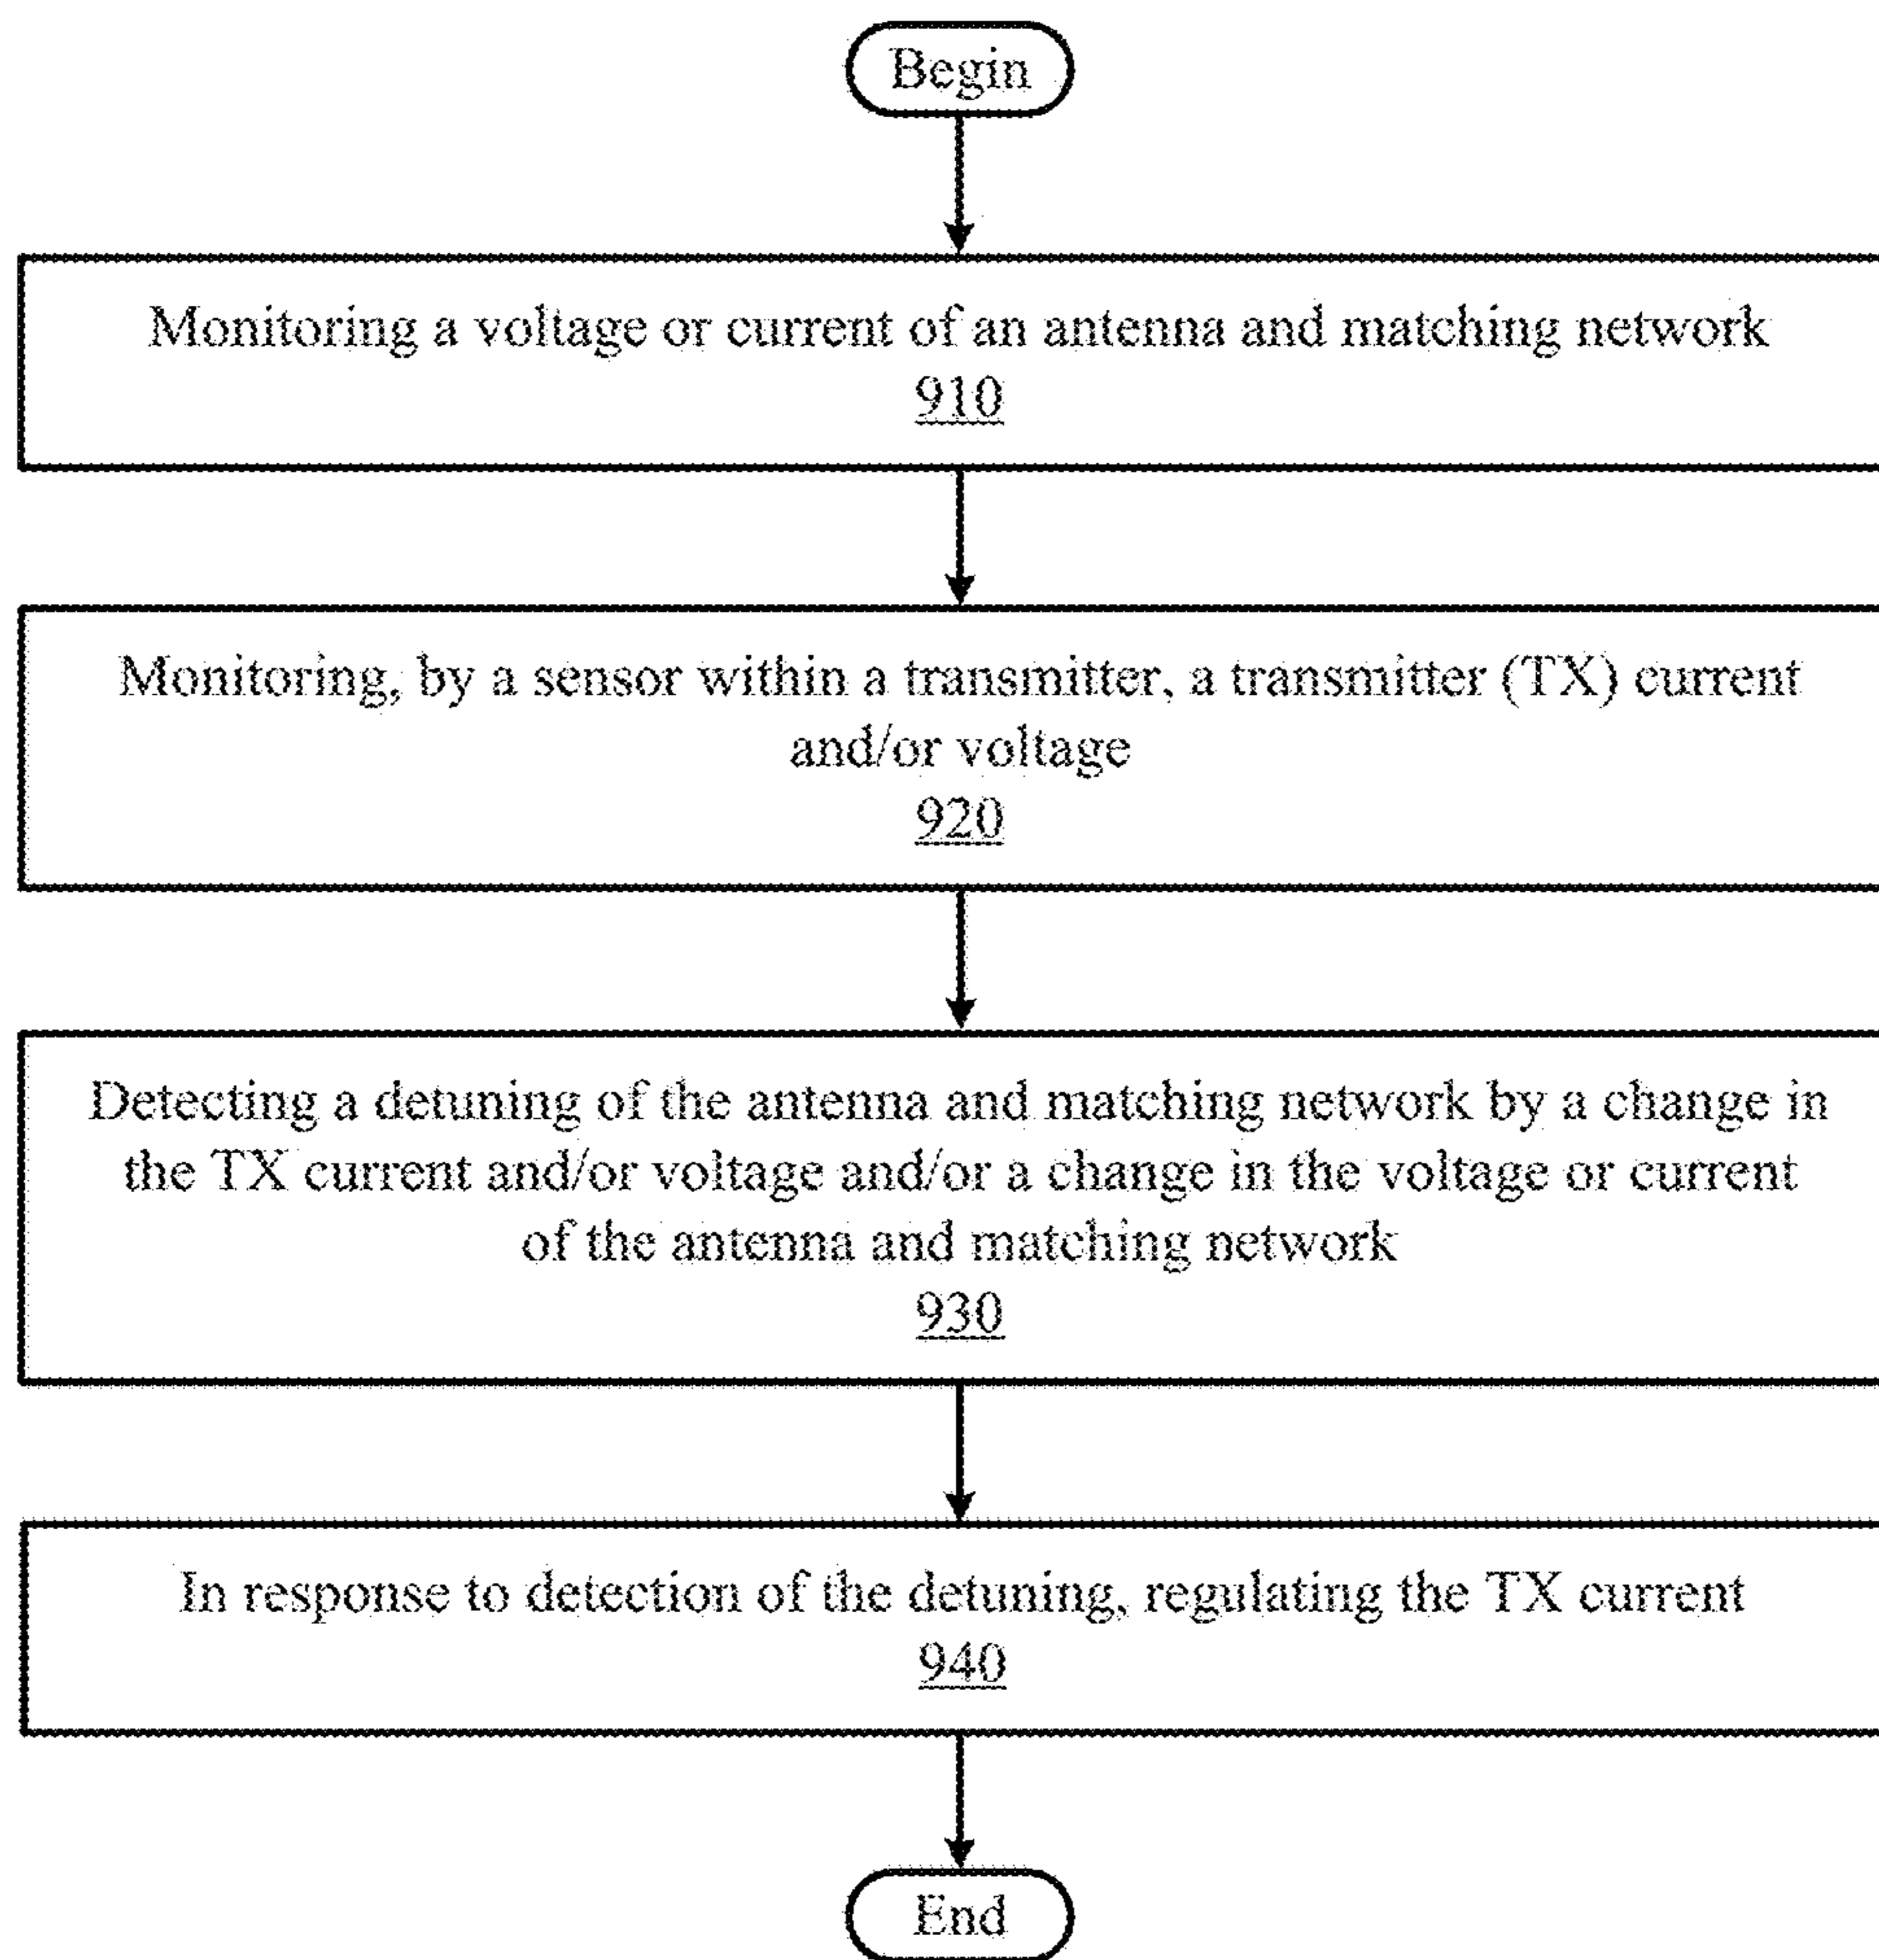 Begin
Monitoring a voltage or current of an antenna and matching network
910
Monitoring, by a sensor within a transmitter, a transmitter (TX) current
and/or voltage
920
Detecting a detuning of the antenna and matching network by a change in
the TX current and/or voltage and/or a change in the voltage or current
of the antenna and matching network
930
In response to detection of the detuning, regulating the TX current
940
End